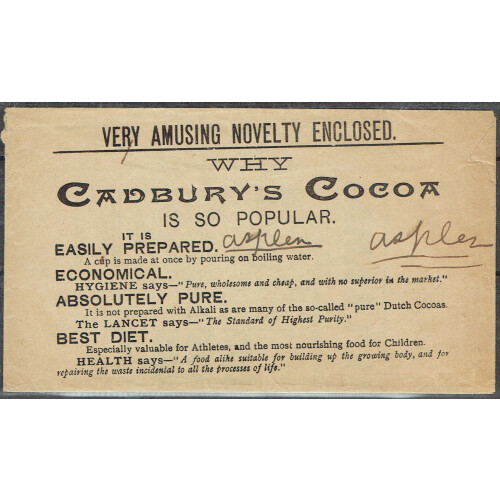 VERY AMUSING NOVELTY ENCLOSED.
WHY
CADBURY'S COCOA
IS SO POPULAR.
IT IS
EASILY PREPARED.
A cup is made at once by pouring on boiling water.
ECONOMICAL.
HYGIENE says—"Pure, wholesome and cheap, and with no superior in the market."
ABSOLUTELY PURE.
It is not prepared with Alkali as are many of the so-called "pure" Dutch Cocoas.
The LANCET says—"The Standard of Highest Purity."
BEST DIET.
Especially valuable for Athletes, and the most nourishing food for Children.
HEALTH says—"A food alike suitable for building up the growing body, and for
repairing the waste incidental to all the processes of life."